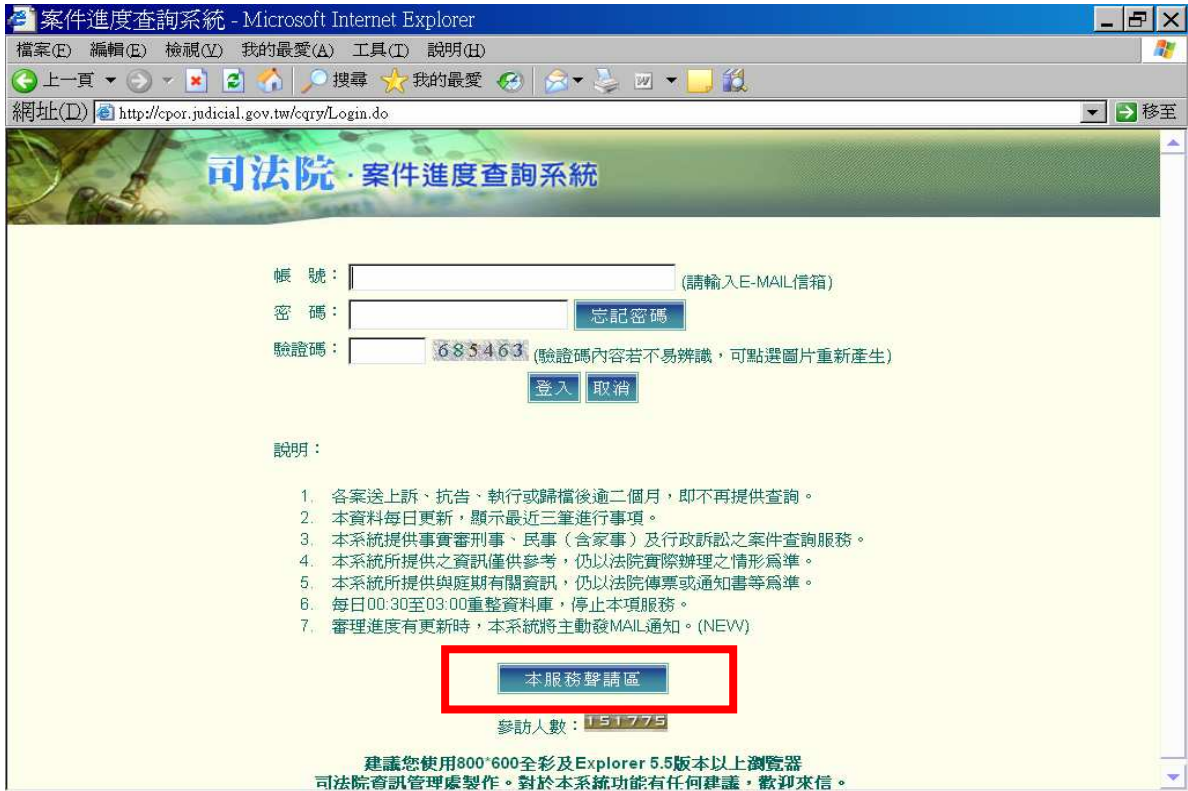 案件進度查詢系統 - Microsoft Internet Explorer
檔案(F) 編輯(E) 檢視(V) 我的最愛(A) 工具(T) 說明(H)
上一頁 搜尋 我的最愛
網址(D) http://cpor.judicial.gov.tw/cqry/Login.do 移至
司法院·案件進度查詢系統
帳 號： (請輸入E-MAIL信箱)
密 碼： 忘記密碼
驗證碼： 685463 (驗證碼內容若不易辨識，可點選圖片重新產生)
登入 取消
說明：
1. 各案送上訴、抗告、執行或歸檔後逾二個月，即不再提供查詢。
2. 本資料每日更新，顯示最近三筆進行事項。
3. 本系統提供事實審刑事、民事（含家事）及行政訴訟之案件查詢服務。
4. 本系統所提供之資訊僅供參考，仍以法院實際辦理之情形為準。
5. 本系統所提供與庭期有關資訊，仍以法院傳票或通知書等為準。
6. 每日00:30至03:00重整資料庫，停止本項服務。
7. 審理進度有更新時，本系統將主動發MAIL通知。(NEW)
本服務聲請區
參訪人數：151775
建議您使用800*600全彩及Explorer 5.5版本以上瀏覽器
司法院資訊管理處製作。對於本系統功能有任何建議，歡迎來信。